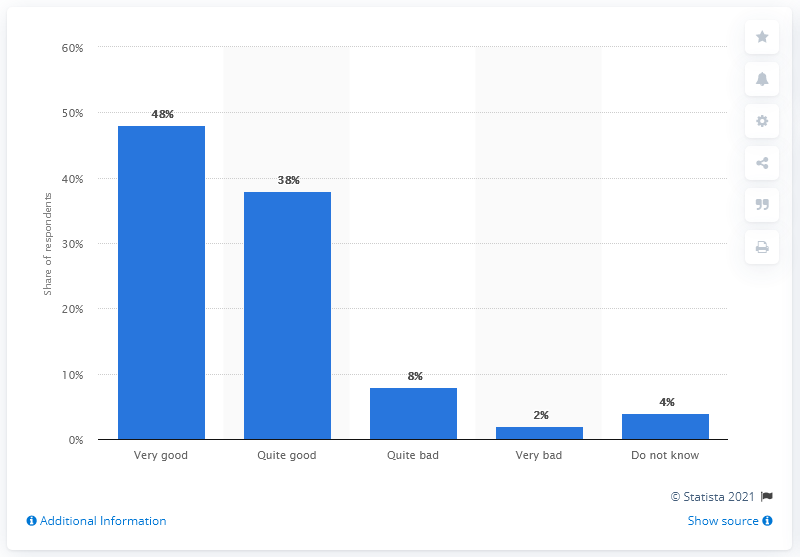 60%
50%
40%
30%
20%
10%
0%
Share of respondents
48%
38%
8%
2%
4%
Very good
Quite good
Quite bad
Very bad
Do not know
© Statista 2021
Additional Information
Show source